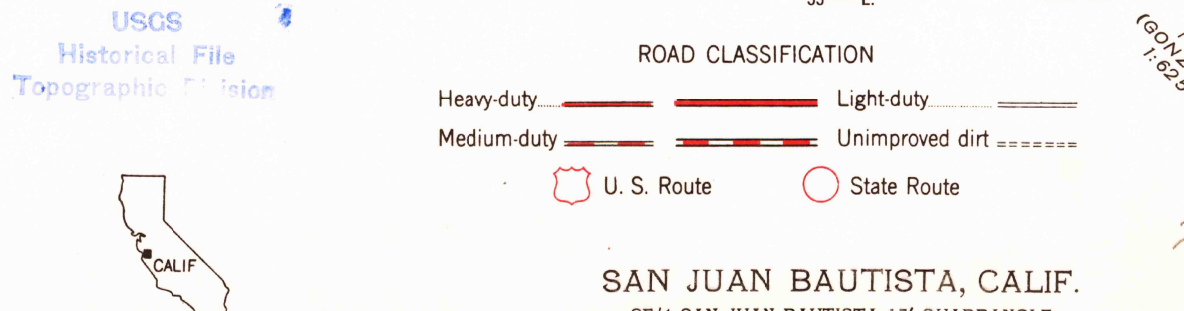 USGS
Historical File
Topographic
ROAD CLASSIFICATION
Heavy-duty
Light-duty
Medium-duty
Unimproved dirt
U. S. Route
State Route
CALIF
SAN JUAN BAUTISTA, CALIF.